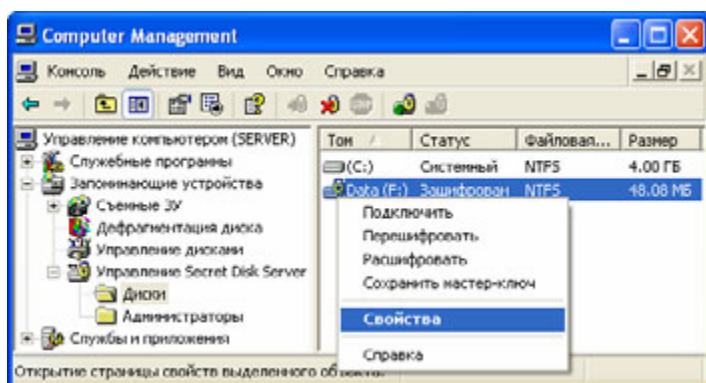 Computer Management
Консоль Действие Вид Окно Справка
Управление компьютером (SERVER)
Служебные программы
Запоминающие устройства
Съемные ЗУ
Дефрагментация диска
Управление дисками
Управление Secret Disk Server
Диски
Администраторы
Службы и приложения
Том Статус Файловая... Размер
(C:) Системный NTFS 4.00 ГБ
Data (F:) Зашифрован NTFS 48.08 МБ
Подключить
Перешифровать
Расшифровать
Сохранить мастер-ключ
Свойства
Справка
Открытие страницы свойств выделенного объекта.